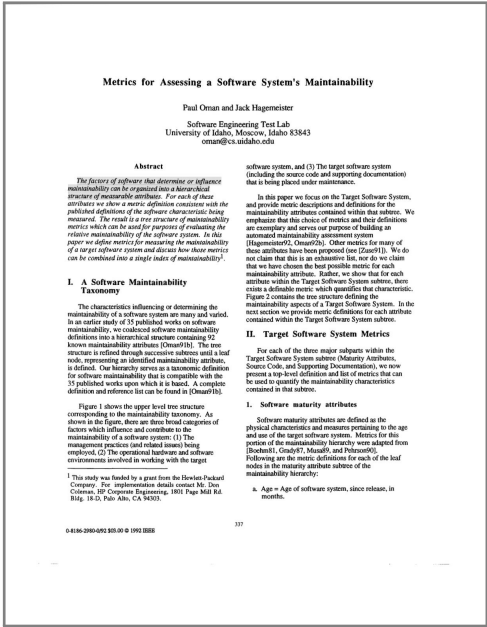 Metrics for Assessing a Software System's Maintainability
Paul Oman and Jack Hagemeister
Software Engineering Test Lab
University of Idaho, Moscow, Idaho 83843
oman@cs.uidaho.edu
Abstract
The factors of software that determine or influence
maintainability can be organized into a hierarchical
structure of measurable attributes. For each of these
attributes we show a metric definition consistent with the
published definitions of the software characteristic being
measured. The result is a tree structure of maintainability
metrics which can be used for purposes of evaluating the
relative maintainability of the software system. In this
paper we define metrics for measuring the maintainability
of a target software system and discuss how those metrics
can be combined into a single index of maintainability1.
I. A Software Maintainability
Taxonomy
The characteristics influencing or determining the
maintainability of a software system are many and varied.
In an earlier study of 35 published works on software
maintainability, we coalesced software maintainability
definitions into a hierarchical structure containing 92
known maintainability attributes [Oman91b]. The tree
structure is refined through successive subtrees until a leaf
node, representing an identified maintainability attribute,
is defined. Our hierarchy serves as a taxonomic definition
for software maintainability that is compatible with the
35 published works upon which it is based. A complete
definition and reference list can be found in [Oman91b].
Figure 1 shows the upper level tree structure
corresponding to the maintainability taxonomy. As
shown in the figure, there are three broad categories of
factors which influence and contribute to the
maintainability of a software system: (1) The
management practices (and related issues) being
employed, (2) The operational hardware and software
environments involved in working with the target
1 This study was funded by a grant from the Hewlett-Packard
Company. For implementation details contact Mr. Don
Coleman, HP Corporate Engineering, 1801 Page Mill Rd.
Bldg. 18-D, Palo Alto, CA 94303.
software system, and (3) The target software system
(including the source code and supporting documentation)
that is being placed under maintenance.
In this paper we focus on the Target Software System,
and provide metric descriptions and definitions for the
maintainability attributes contained within that subtree. We
emphasize that this choice of metrics and their definitions
are exemplary and serves our purpose of building an
automated maintainability assessment system
[Hagemeister92, Oman92b]. Other metrics for many of
these attributes have been proposed (see [Zuse91]). We do
not claim that this is an exhaustive list, nor do we claim
that we have chosen the best possible metric for each
maintainability attribute. Rather, we show that for each
attribute within the Target Software System subtree, there
exists a definable metric which quantifies that characteristic.
Figure 2 contains the tree structure defining the
maintainability aspects of a Target Software System. In the
next section we provide metric definitions for each attribute
contained within the Target Software System subtree.
II. Target Software System Metrics
For each of the three major subparts within the
Target Software System subtree (Maturity Attributes,
Source Code, and Supporting Documentation), we now
present a top-level definition and list of metrics that can
be used to quantify the maintainability characteristics
contained in that subtree.
1. Software maturity attributes
Software maturity attributes are defined as the
physical characteristics and measures pertaining to the age
and use of the target software system. Metrics for this
portion of the maintainability hierarchy were adapted from
[Boehm81, Grady87, Musa89, and Pehrson90].
Following are the metric definitions for each of the leaf
nodes in the maturity attribute subtree of the
maintainability hierarchy:
a. Age = Age of software system, since release, in
months.
337
0-8186-2980-0/92 $03.00 © 1992 IEEE